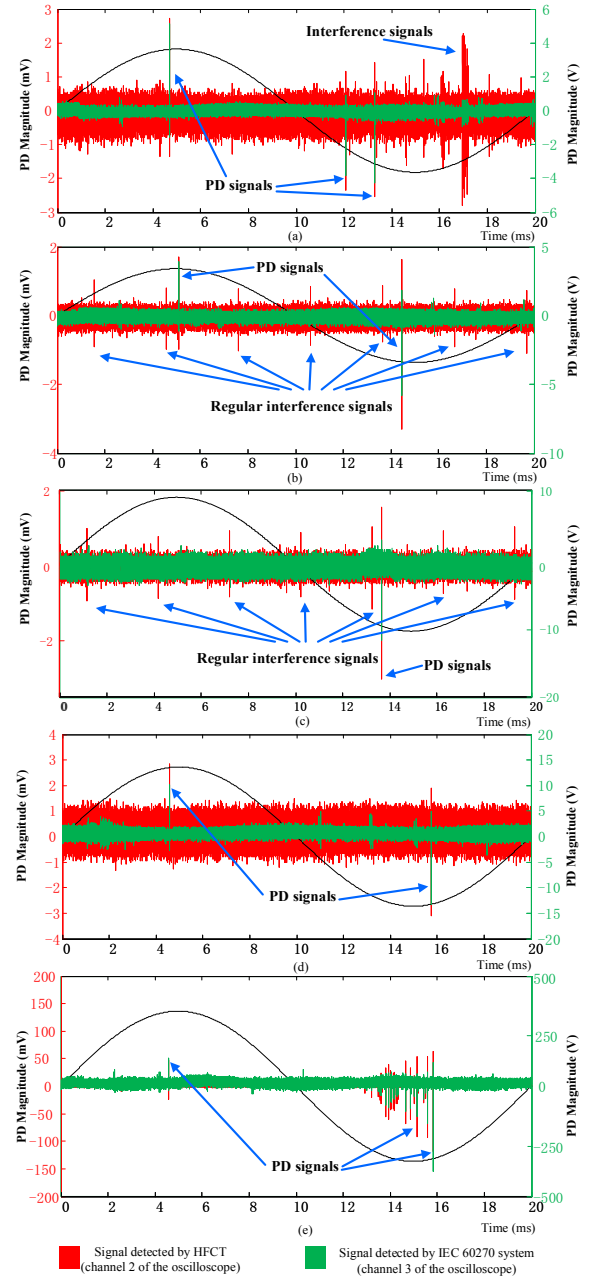 Interference signals
PD signals
PD Magnitude (mV)
PD Magnitude (V)
3
2
1
0
-1
-2
-3
6
4
2
0
-2
-4
-6
0 2 4 6 8 10 12 14 16 18 20
(a)
Time (ms)
PD signals
Regular interference signals
PD Magnitude (mV)
PD Magnitude (V)
2
0
-2
-4
5
0
-5
-10
0 2 4 6 8 10 12 14 16 18 20
(b)
Time (ms)
Regular interference signals
PD signals
PD Magnitude (mV)
PD Magnitude (V)
2
0
-2
10
0
-10
-20
0 2 4 6 8 10 12 14 16 18 20
(c)
Time (ms)
PD signals
PD Magnitude (mV)
PD Magnitude (V)
4
3
2
1
0
-1
-2
-3
-4
20
15
10
5
0
-5
-10
-15
-20
0 2 4 6 8 10 12 14 16 18 20
(d)
Time (ms)
PD signals
PD Magnitude (mV)
PD Magnitude (V)
200
150
100
50
0
-50
-100
-150
-200
500
250
0
-250
500
0 2 4 6 8 10 12 14 16 18 20
(e)
Time (ms)
Signal detected by HFCT
(channel 2 of the oscilloscope)
Signal detected by IEC 60270 system
(channel 3 of the oscilloscope)